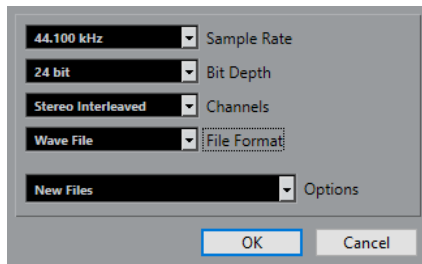 44.100 kHz Sample Rate
24 bit Bit Depth
Stereo Interleaved Channels
Wave File File Format
New Files Options
OK Cancel